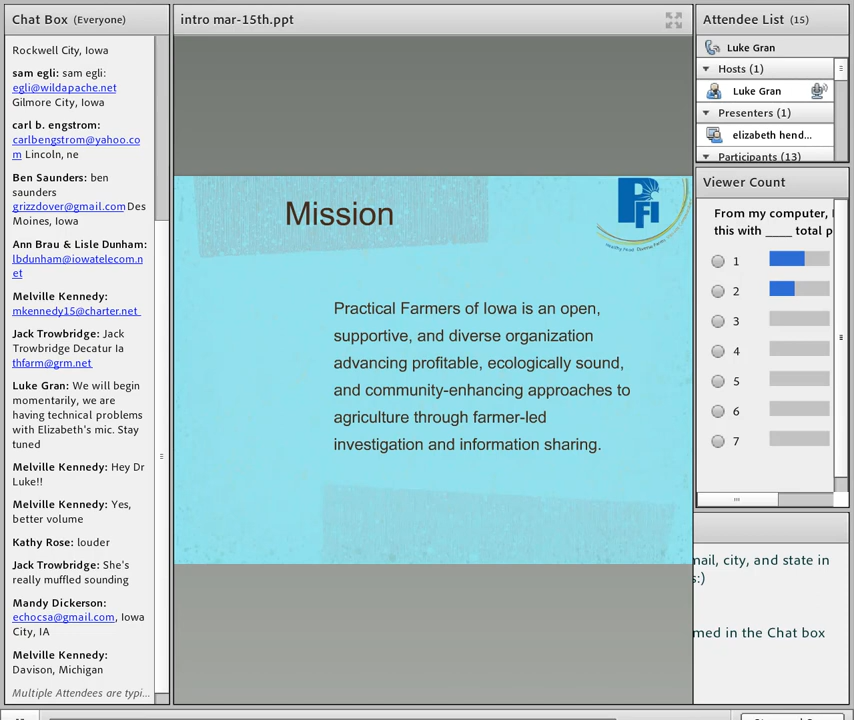 Chat Box (Everyone)
Rockwell City, Iowa
sam egli: sam egli:
egli@wildapache.net
Gilmore City, Iowa
carl b. engstrom:
carlbengstrom@yahoo.co
m Lincoln, ne
Ben Saunders: ben
saunders
grizzdover@gmail.com Des
Moines, Iowa
Ann Brau & Lisle Dunham:
lbdunham@iowatelecom.n
et
Melville Kennedy:
mkennedy15@charter.net
Jack Trowbridge: Jack
Trowbridge Decatur Ia
thfarm@grm.net
Luke Gran: We will begin
momentarily, we are
having technical problems
with Elizabeth's mic. Stay
tuned
Melville Kennedy: Hey Dr
Luke!!
Melville Kennedy: Yes,
better volume
Kathy Rose: louder
Jack Trowbridge: She's
really muffled sounding
Mandy Dickerson:
echocsa@gmail.com, Iowa
City, IA
Melville Kennedy:
Davison, Michigan
Multiple Attendees are typi...
intro mar-15th.ppt
Mission
PFI
Practical Farmers of Iowa is an open,
supportive, and diverse organization
advancing profitable, ecologically sound,
and community-enhancing approaches to
agriculture through farmer-led
investigation and information sharing.
Attendee List (15)
Luke Gran
Hosts (1)
Luke Gran
Presenters (1)
elizabeth hend...
Participants (13)
Viewer Count
From my computer, I
this with ____ total p
1
2
3
4
5
6
7
mail, city, and state in
s:)
med in the Chat box